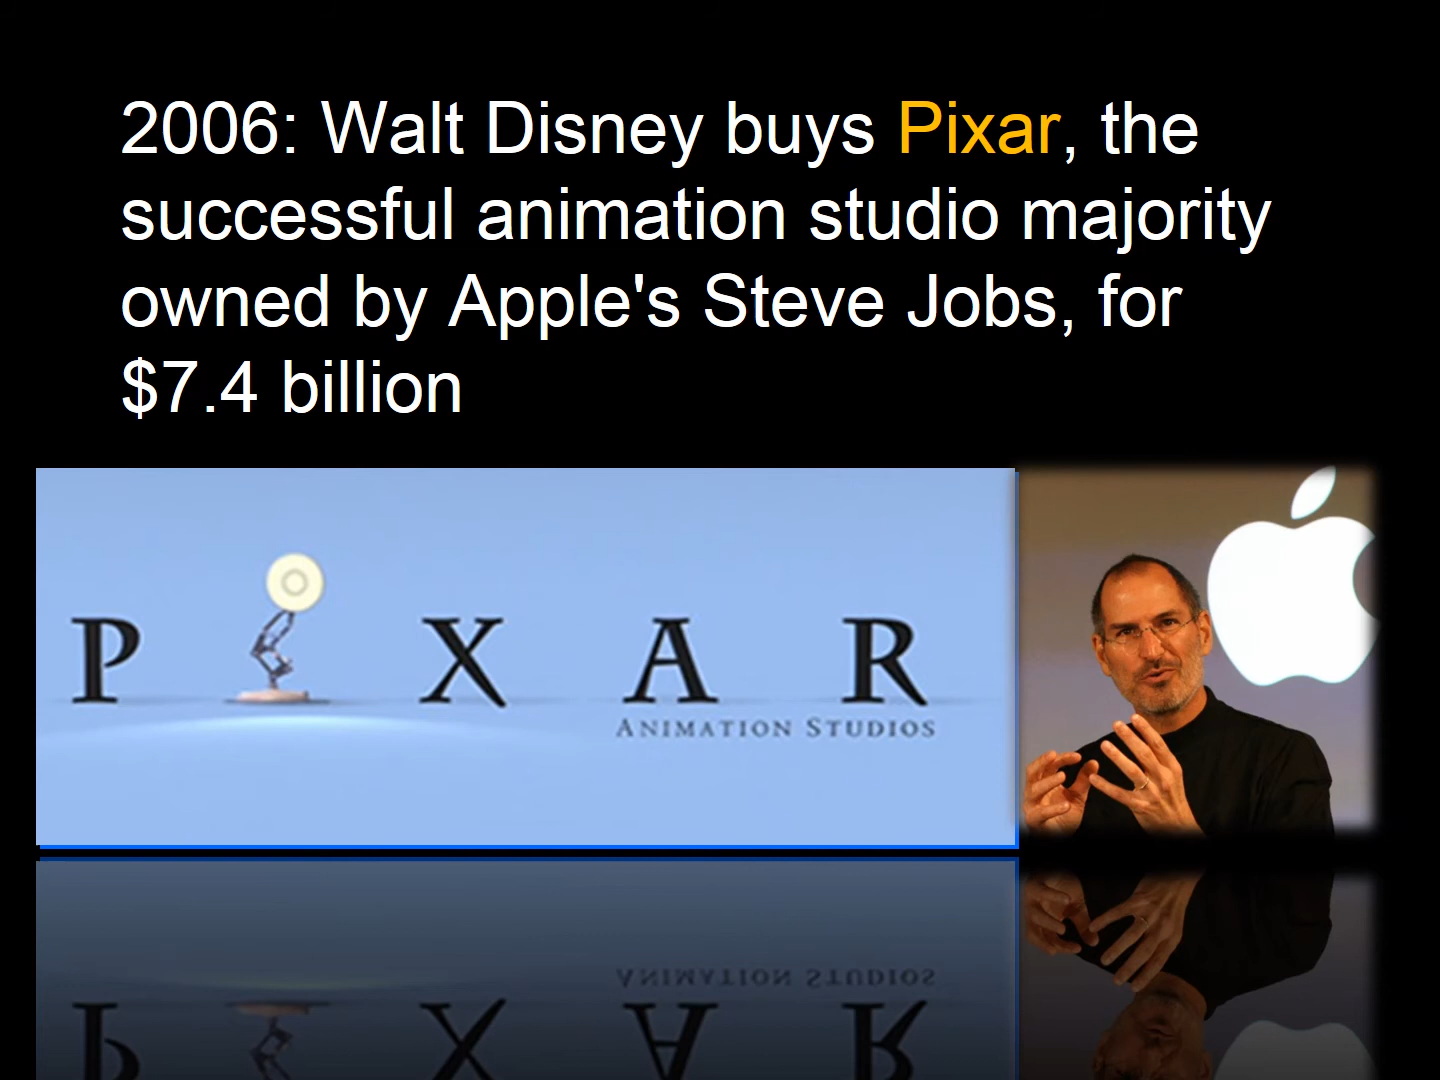 2006: Walt Disney buys Pixar, the
successful animation studio majority
owned by Apple's Steve Jobs, for
$7.4 billion
P X A R
ANIMATION STUDIOS